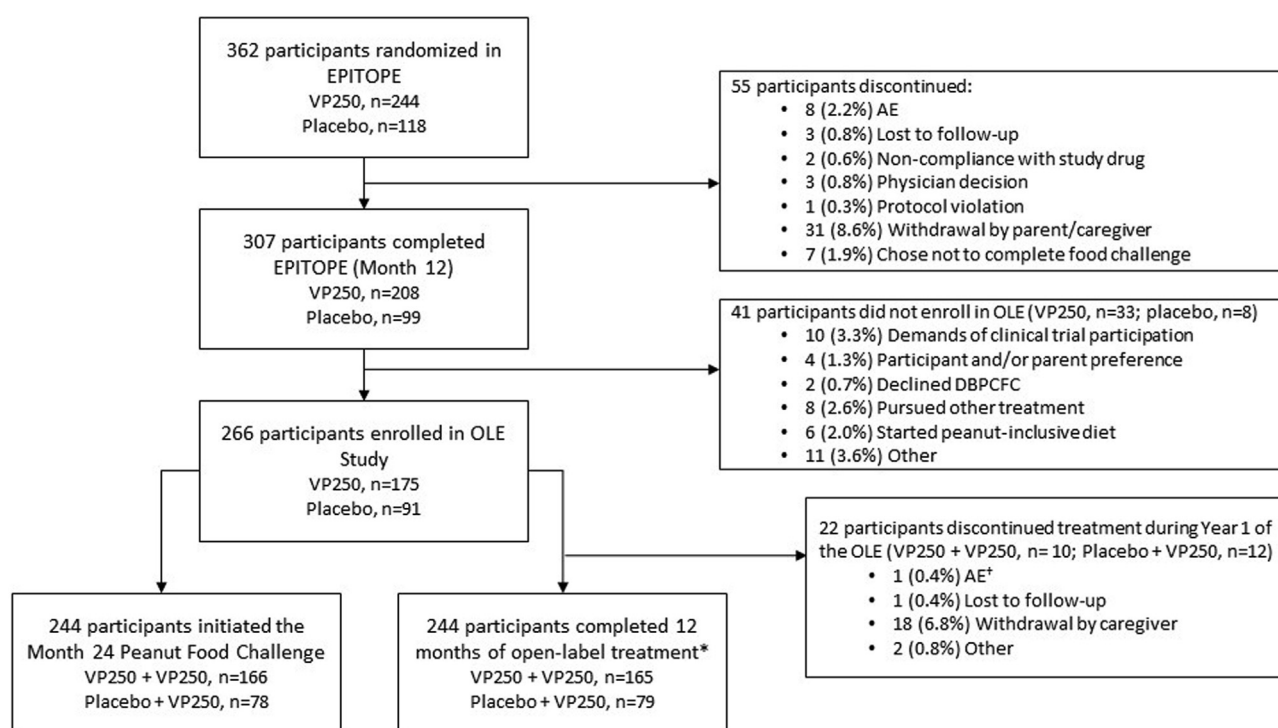 362 participants randomized in
EPITOPE
VP250, n=244
Placebo, n=118
55 participants discontinued:
• 8 (2.2%) AE
• 3 (0.8%) Lost to follow-up
• 2 (0.6%) Non-compliance with study drug
• 3 (0.8%) Physician decision
• 1 (0.3%) Protocol violation
• 31 (8.6%) Withdrawal by parent/caregiver
• 7 (1.9%) Chose not to complete food challenge
307 participants completed
EPITOPE (Month 12)
VP250, n=208
Placebo, n=99
41 participants did not enroll in OLE (VP250, n=33; placebo, n=8)
• 10 (3.3%) Demands of clinical trial participation
• 4 (1.3%) Participant and/or parent preference
• 2 (0.7%) Declined DBPCFC
• 8 (2.6%) Pursued other treatment
• 6 (2.0%) Started peanut-inclusive diet
• 11 (3.6%) Other
266 participants enrolled in OLE
Study
VP250, n=175
Placebo, n=91
22 participants discontinued treatment during Year 1 of
the OLE (VP250 + VP250, n= 10; Placebo + VP250, n=12)
• 1 (0.4%) AE⁺
• 1 (0.4%) Lost to follow-up
• 18 (6.8%) Withdrawal by caregiver
• 2 (0.8%) Other
244 participants initiated the
Month 24 Peanut Food Challenge
VP250 + VP250, n=166
Placebo + VP250, n=78
244 participants completed 12
months of open-label treatment*
VP250 + VP250, n=165
Placebo + VP250, n=79